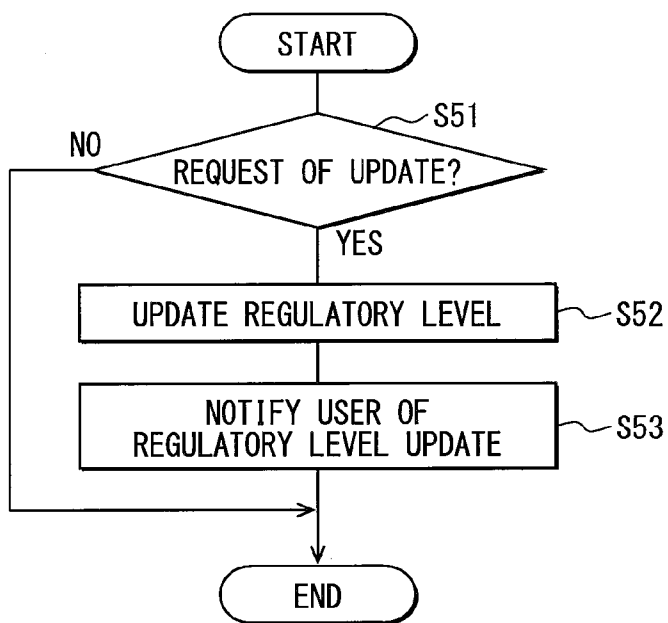 START
S51
NO
REQUEST OF UPDATE?
YES
UPDATE REGULATORY LEVEL
S52
NOTIFY USER OF
REGULATORY LEVEL UPDATE
S53
END